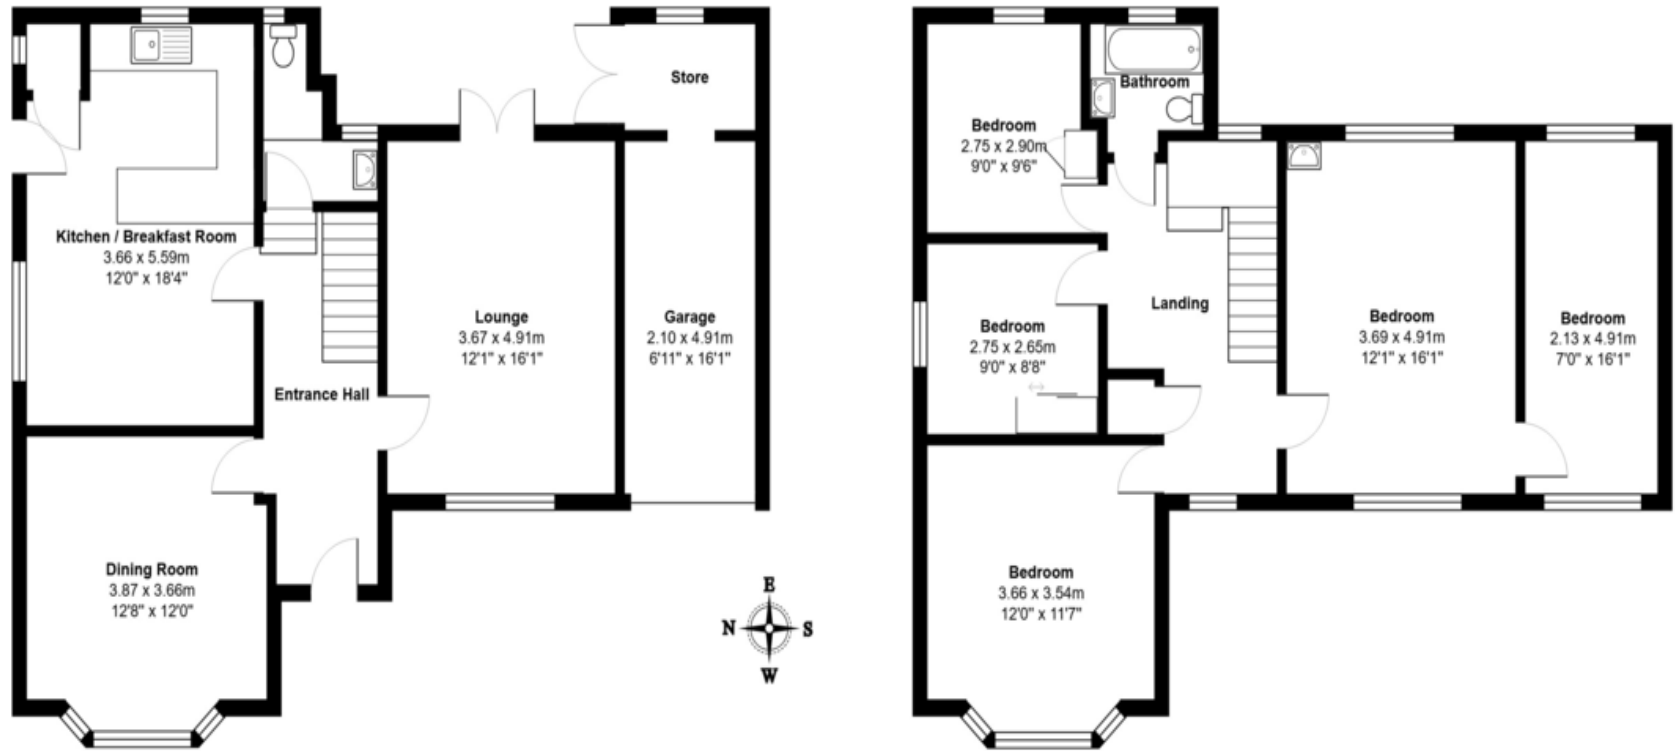 Store
Kitchen / Breakfast Room
3.66 x 5.59m
12'0" x 18'4"
Lounge
3.67 x 4.91m
12'1" x 16'1"
Garage
2.10 x 4.91m
6'11" x 16'1"
Entrance Hall
Dining Room
3.87 x 3.66m
12'8" x 12'0"
E
N S
W
Bathroom
Bedroom
2.75 x 2.90m
9'0" x 9'6"
Bedroom
2.75 x 2.65m
9'0" x 8'8"
Landing
Bedroom
3.69 x 4.91m
12'1" x 16'1"
Bedroom
2.13 x 4.91m
7'0" x 16'1"
Bedroom
3.66 x 3.54m
12'0" x 11'7"